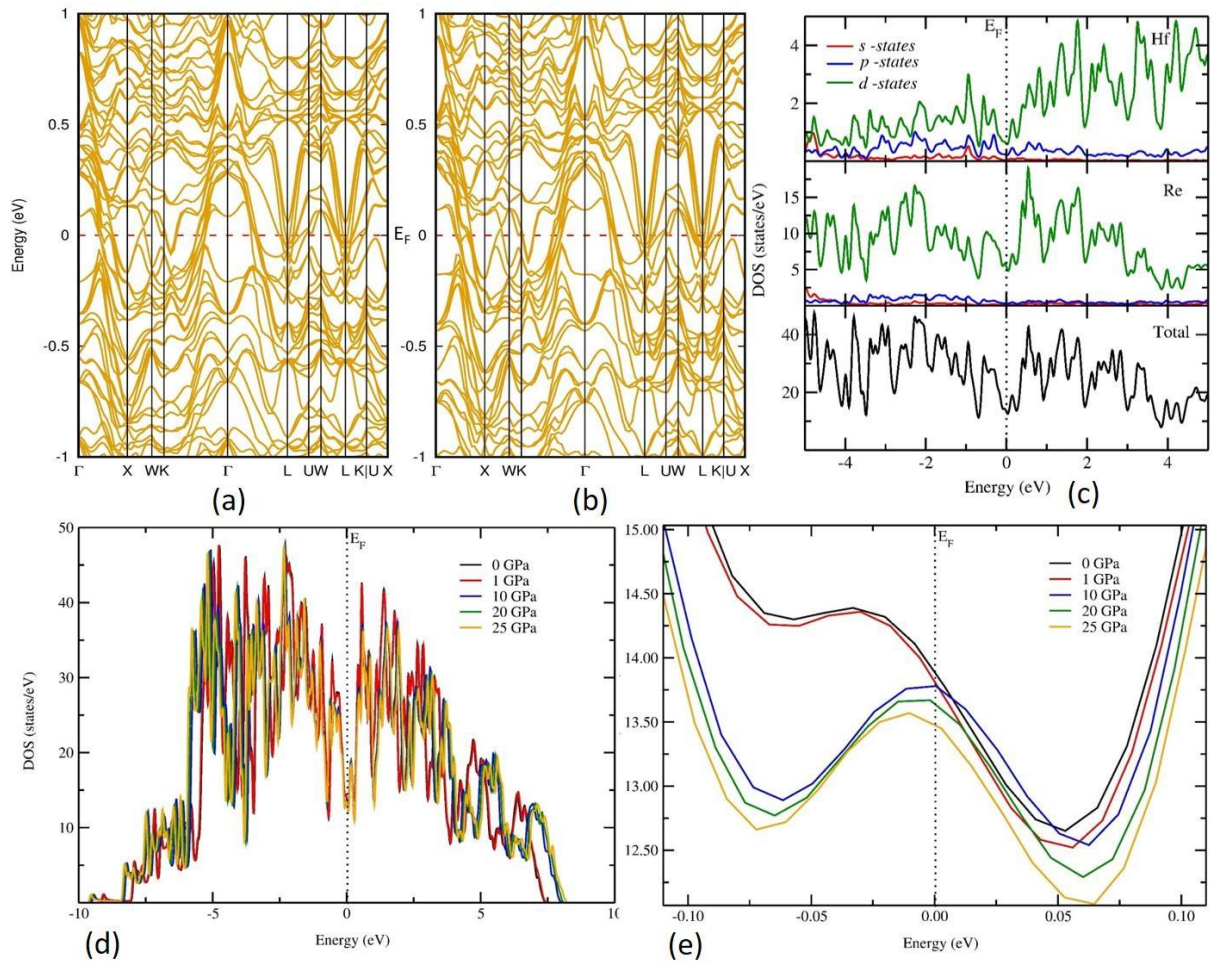 1
0.5
0
-0.5
-1
Energy (eV)
Γ X W K Γ L U W L K|U X
(a)
1
0.5
E_F 0
-0.5
-1
Γ X W K Γ L U W L K|U X
(b)
E_F
Hf
s -states
p -states
d -states
4
2
Re
15
10
5
DOS (states/eV)
Total
40
20
-4 -2 0 2 4
Energy (eV)
(c)
50
40
30
20
10
DOS (states/eV)
E_F
0 GPa
1 GPa
10 GPa
20 GPa
25 GPa
-10 -5 0 5 10
Energy (eV)
(d)
15.00
14.50
14.00
13.50
13.00
12.50
E_F
0 GPa
1 GPa
10 GPa
20 GPa
25 GPa
-0.10 -0.05 0.00 0.05 0.10
Energy (eV)
(e)